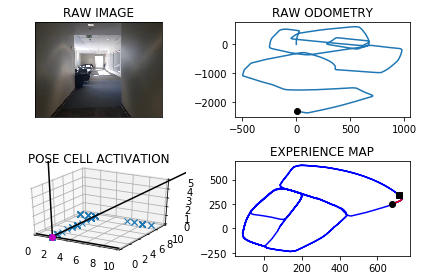 RAW IMAGE
RAW ODOMETRY
0
−1000
−2000
−500 0 500 1000
POSE CELL ACTIVATION
0 2 4 6 8 10
0 2 4 6 8 10
0 1 2 3 4 5
EXPERIENCE MAP
500
250
0
−250
0 200 400 600